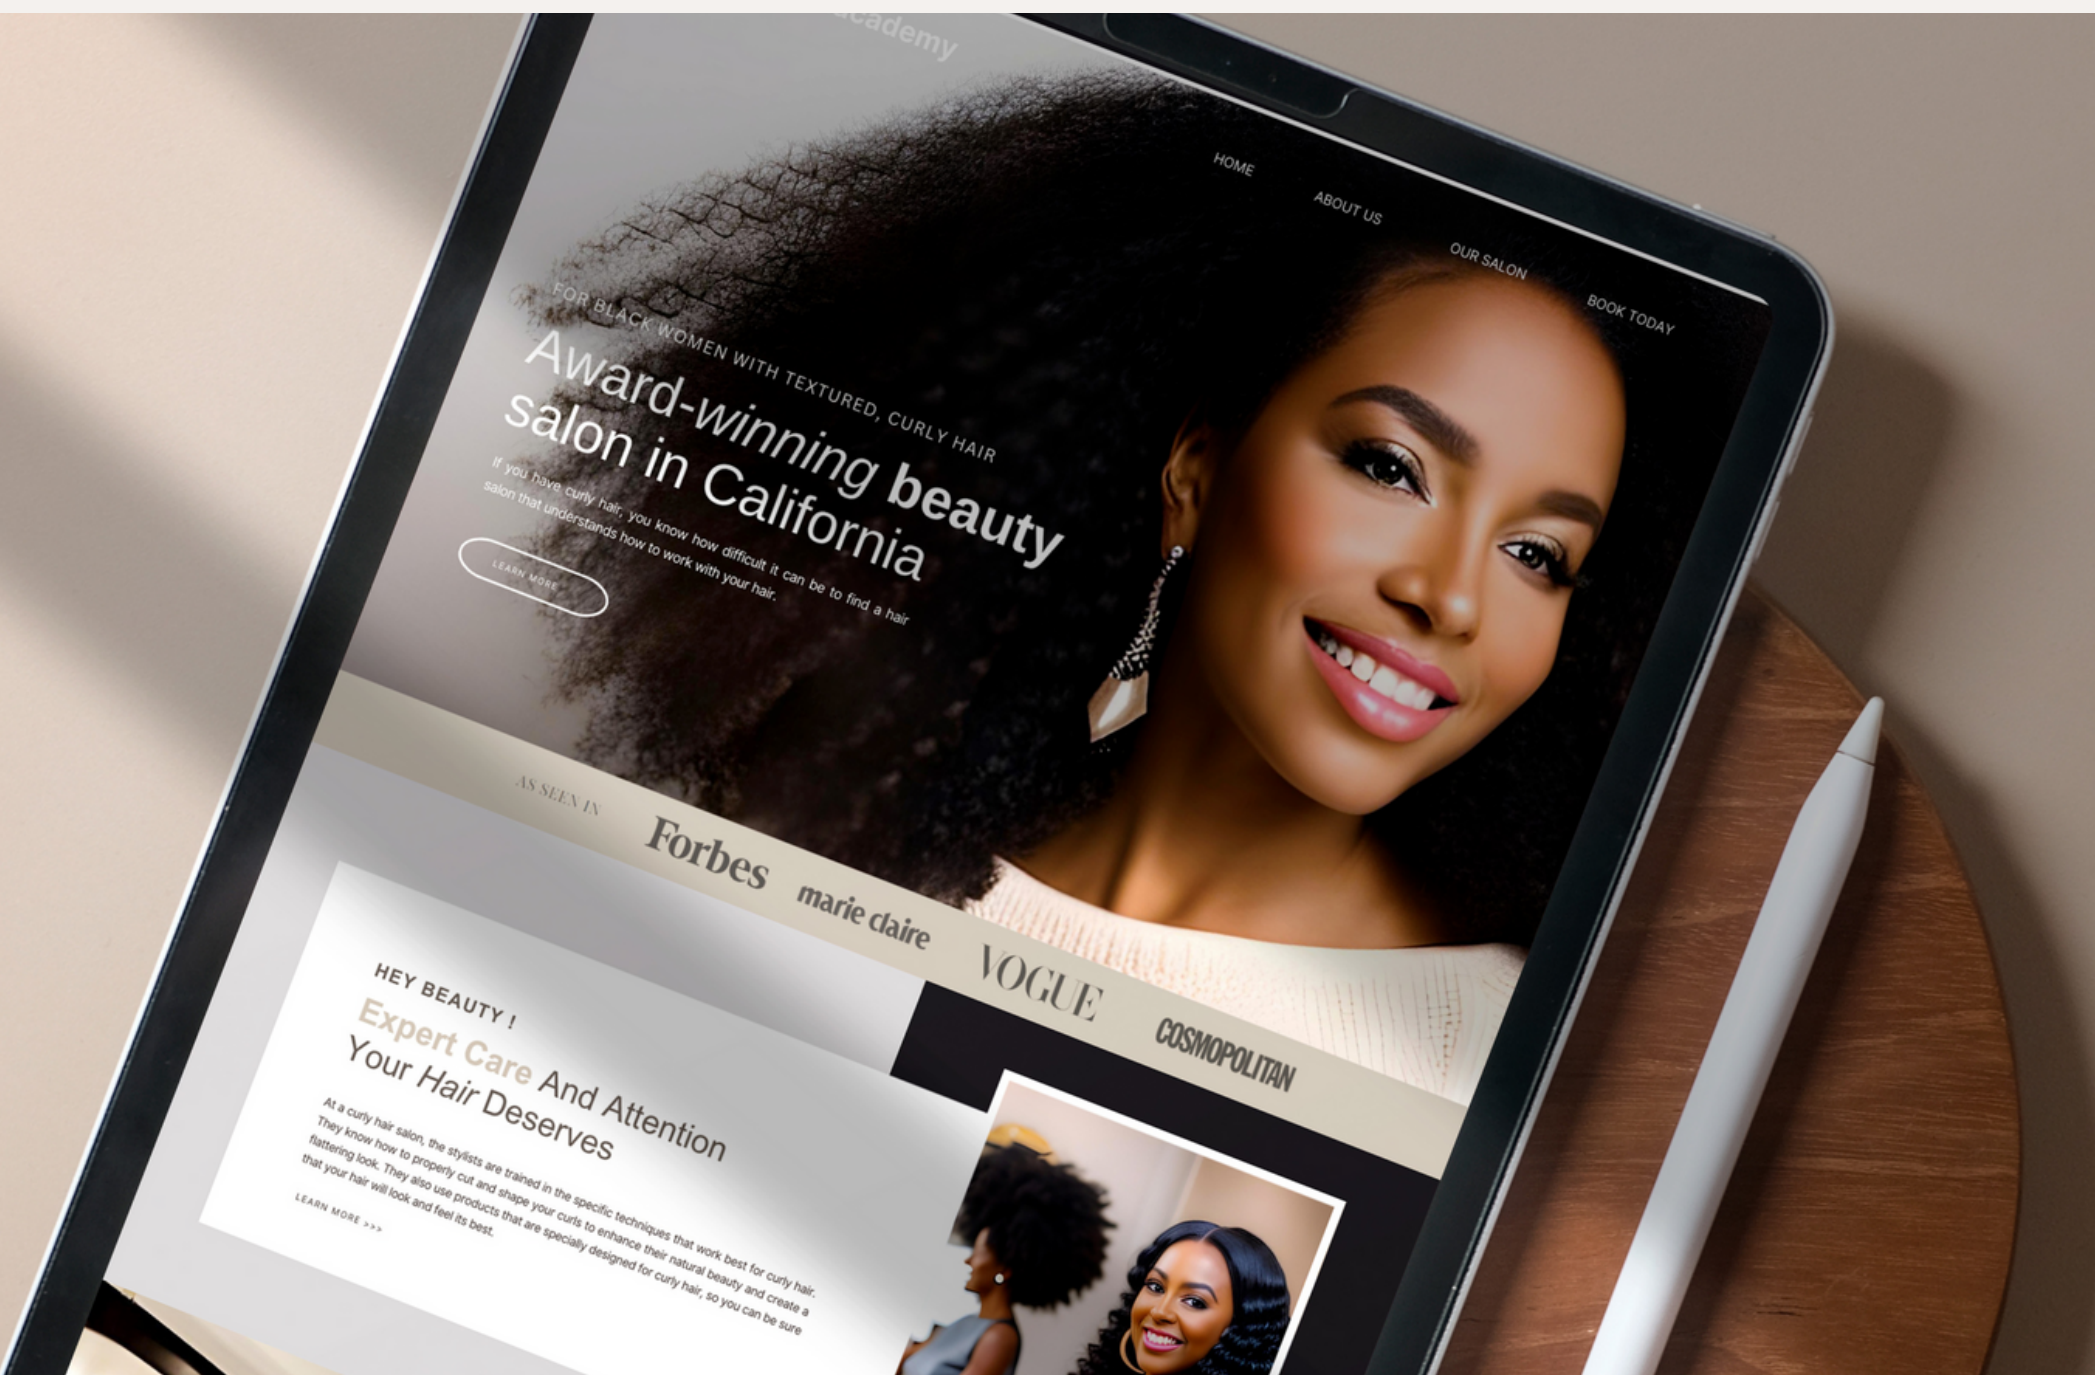 academy
HOME
ABOUT US
OUR SALON
BOOK TODAY
FOR BLACK WOMEN WITH TEXTURED, CURLY HAIR
Award-winning beauty
salon in California
If you have curly hair, you know how difficult it can be to find a hair
salon that understands how to work with your hair.
LEARN MORE
AS SEEN IN
Forbes
marie claire
VOGUE
COSMOPOLITAN
HEY BEAUTY !
Expert Care And Attention
Your Hair Deserves
At a curly hair salon, the stylists are trained in the specific techniques that work best for curly hair.
They know how to properly cut and shape your curls to enhance their natural beauty and create a
flattering look. They also use products that are specially designed for curly hair, so you can be sure
that your hair will look and feel its best.
LEARN MORE >>>